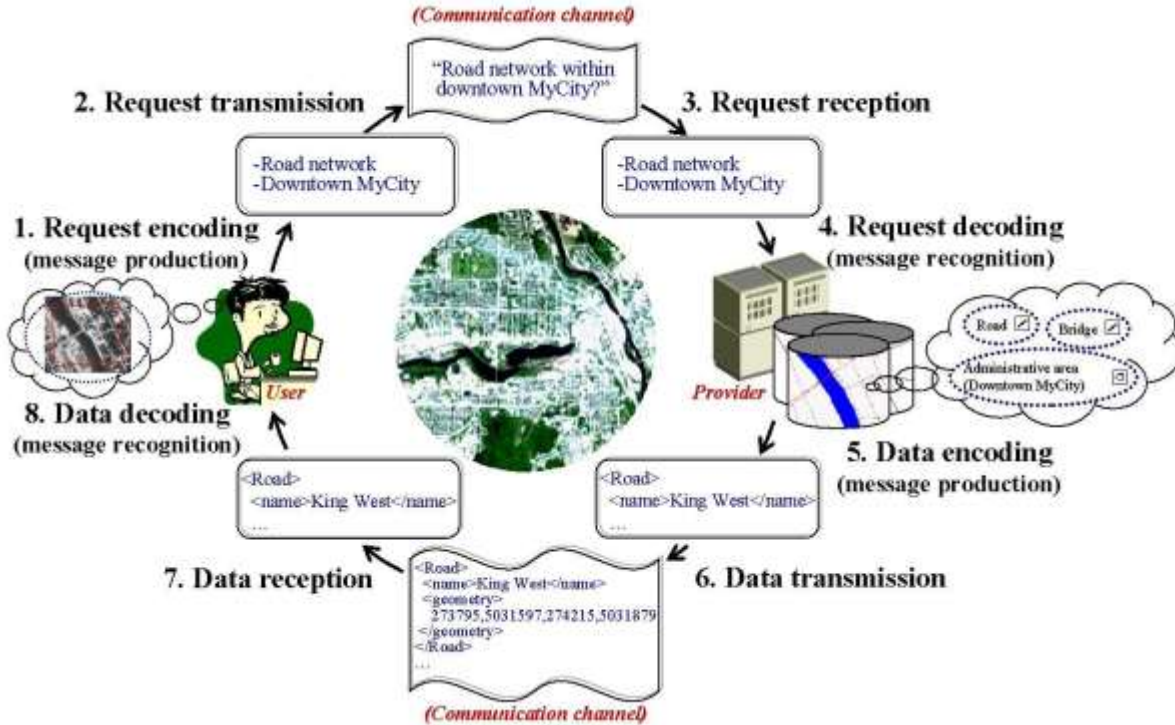 (Communication channel)
“Road network within
downtown MyCity?”
2. Request transmission
3. Request reception
-Road network
-Downtown MyCity
-Road network
-Downtown MyCity
1. Request encoding
(message production)
4. Request decoding
(message recognition)
Road
Bridge
Administrative area
(Downtown MyCity)
User
Provider
8. Data decoding
(message recognition)
5. Data encoding
(message production)
<Road>
<name>King West</name>
...
<Road>
<name>King West</name>
...
7. Data reception
6. Data transmission
<Road>
<name>King West</name>
<geometry>
273795,5031597,274215,5031879
</geometry>
</Road>
...
(Communication channel)